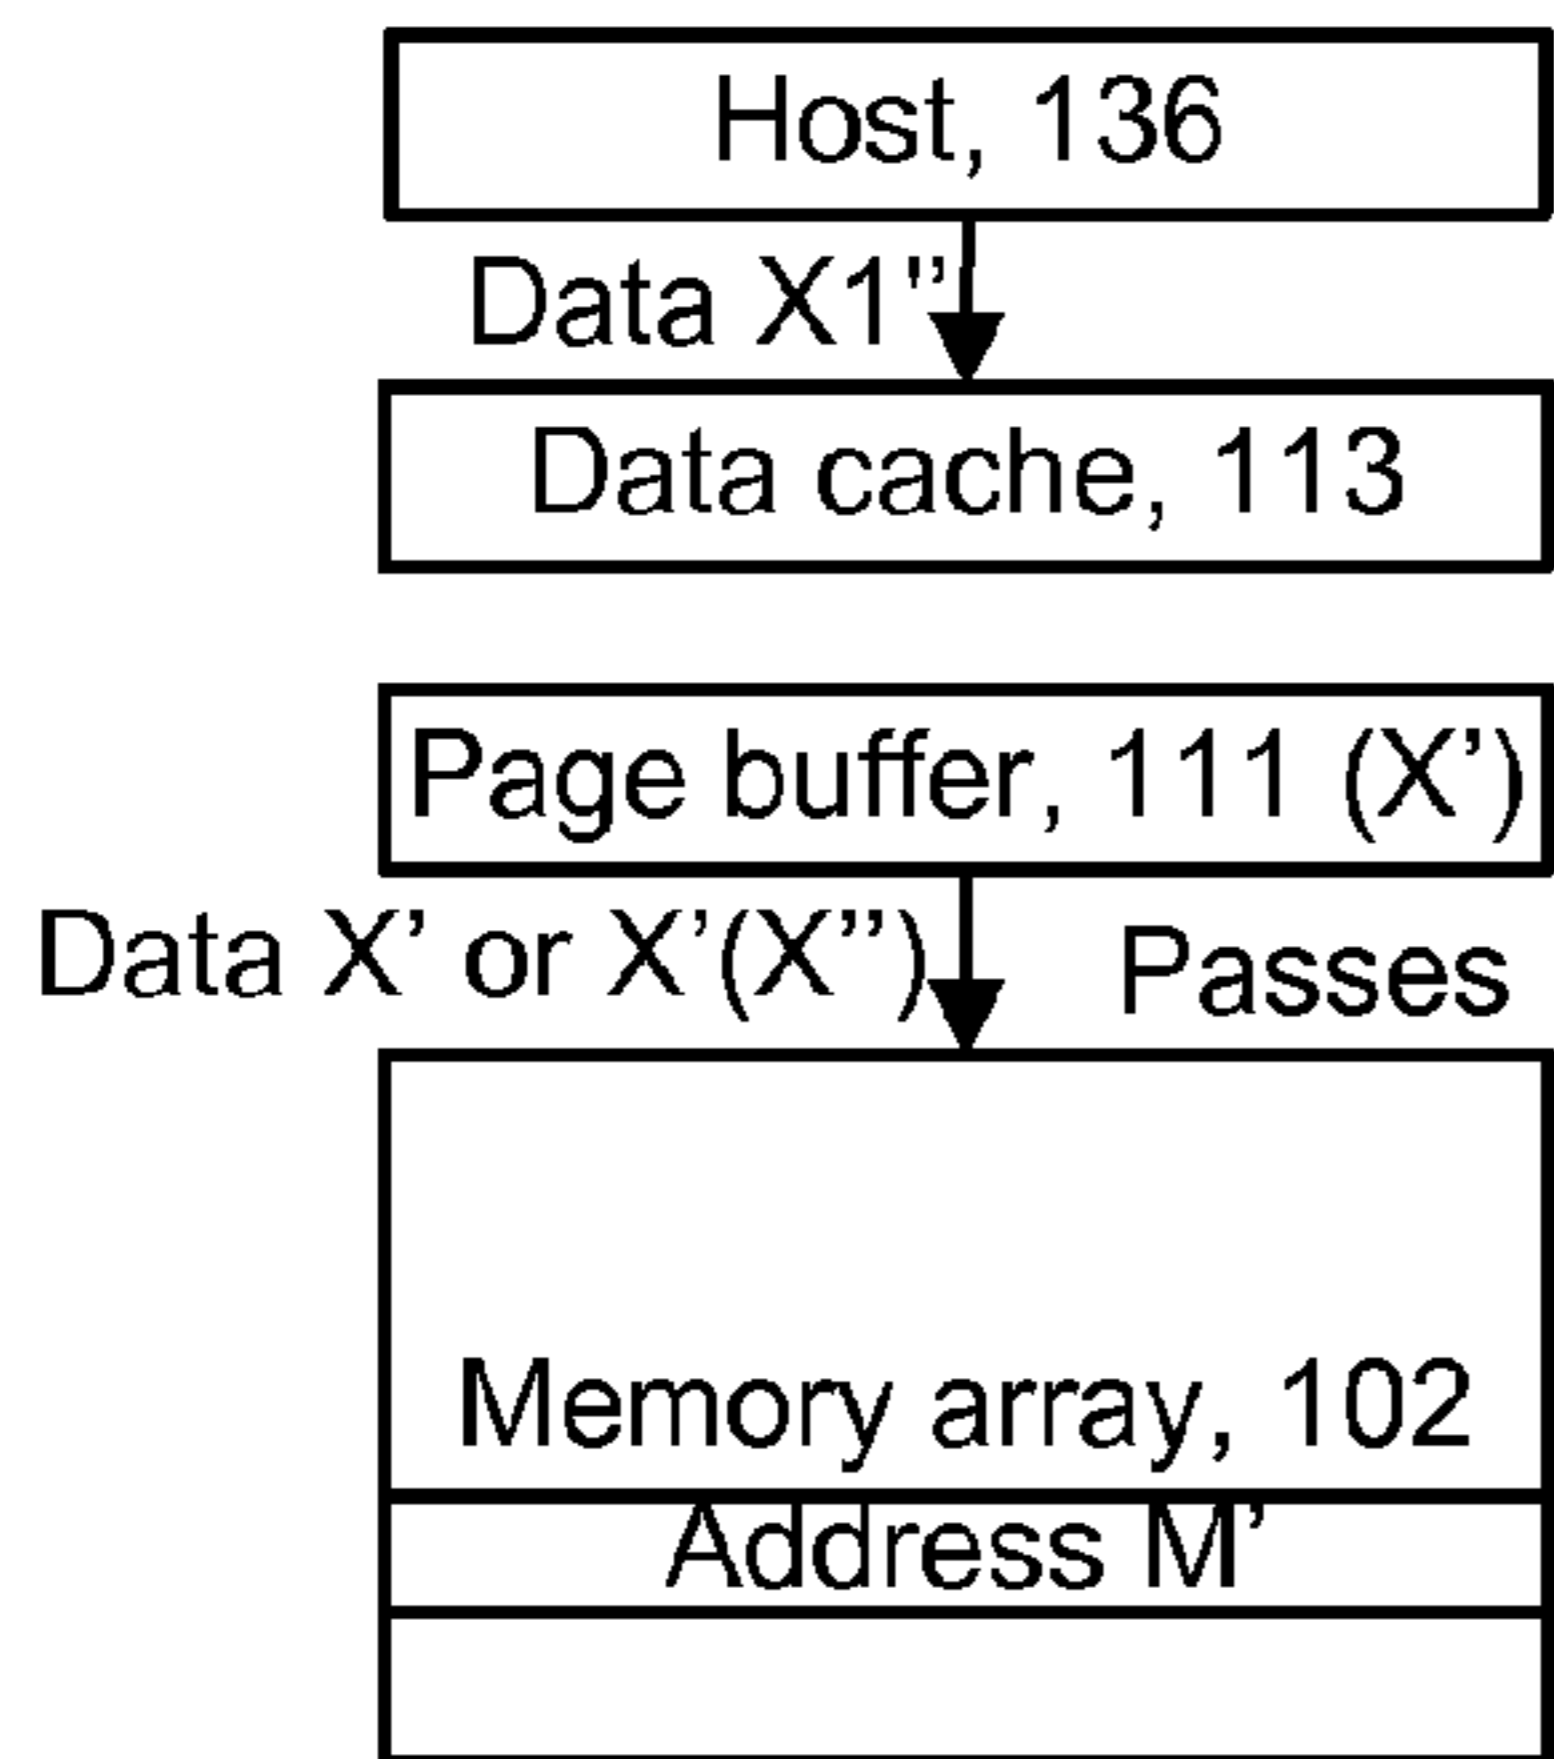 Host, 136
Data X1"
Data cache, 113
Page buffer, 111 (X’)
Data X’ or X’(X’’)
Passes
Memory array, 102
Address M’